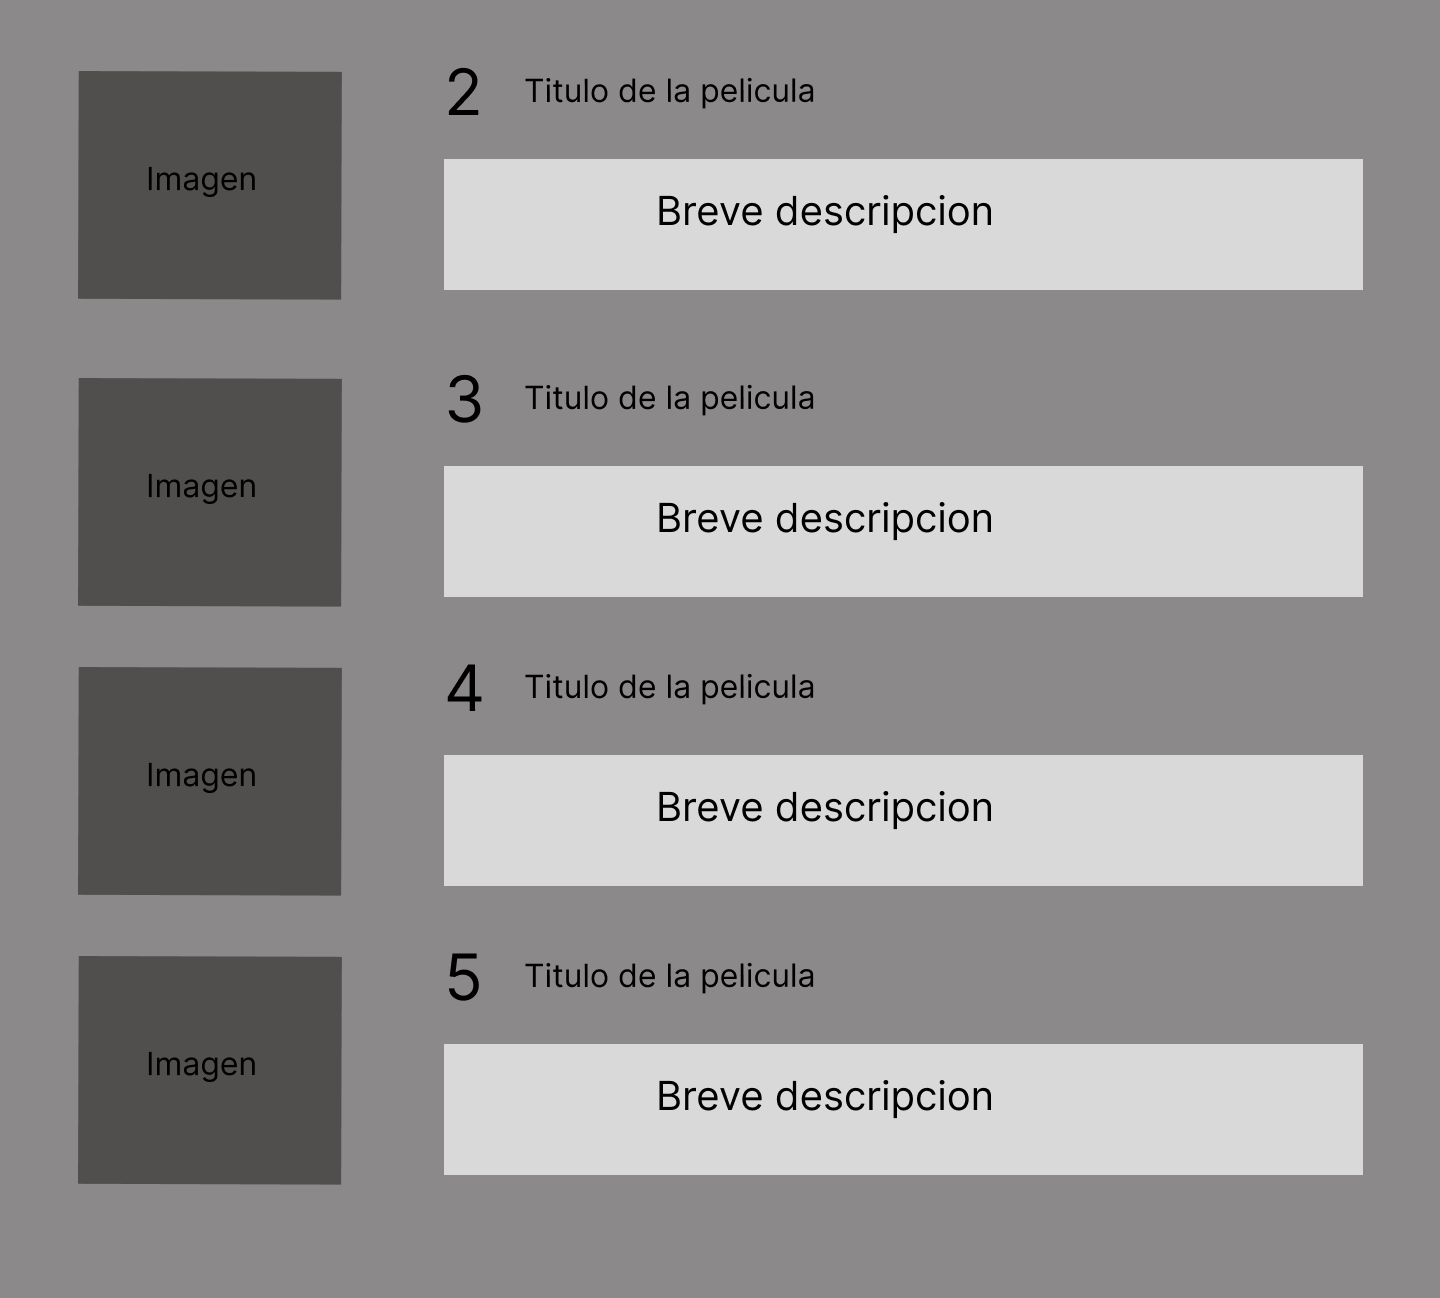 2 Titulo de la pelicula
Imagen
Breve descripcion
3 Titulo de la pelicula
Imagen
Breve descripcion
4 Titulo de la pelicula
Imagen
Breve descripcion
5 Titulo de la pelicula
Imagen
Breve descripcion